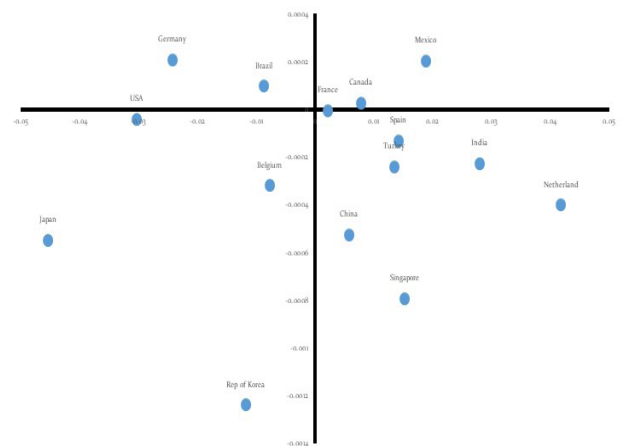 0.0004
Germany
Mexico
0.0002
Brazil
Canada
France
USA
-0.05 -0.04 -0.03 -0.02 -0.01 0.01 0.02 0.03 0.04 0.05
Spain
Turkey
India
-0.0002
Belgium
Netherland
-0.0004
China
Japan
-0.0006
Singapore
-0.0008
-0.001
Rep of Korea
-0.0012
-0.0014